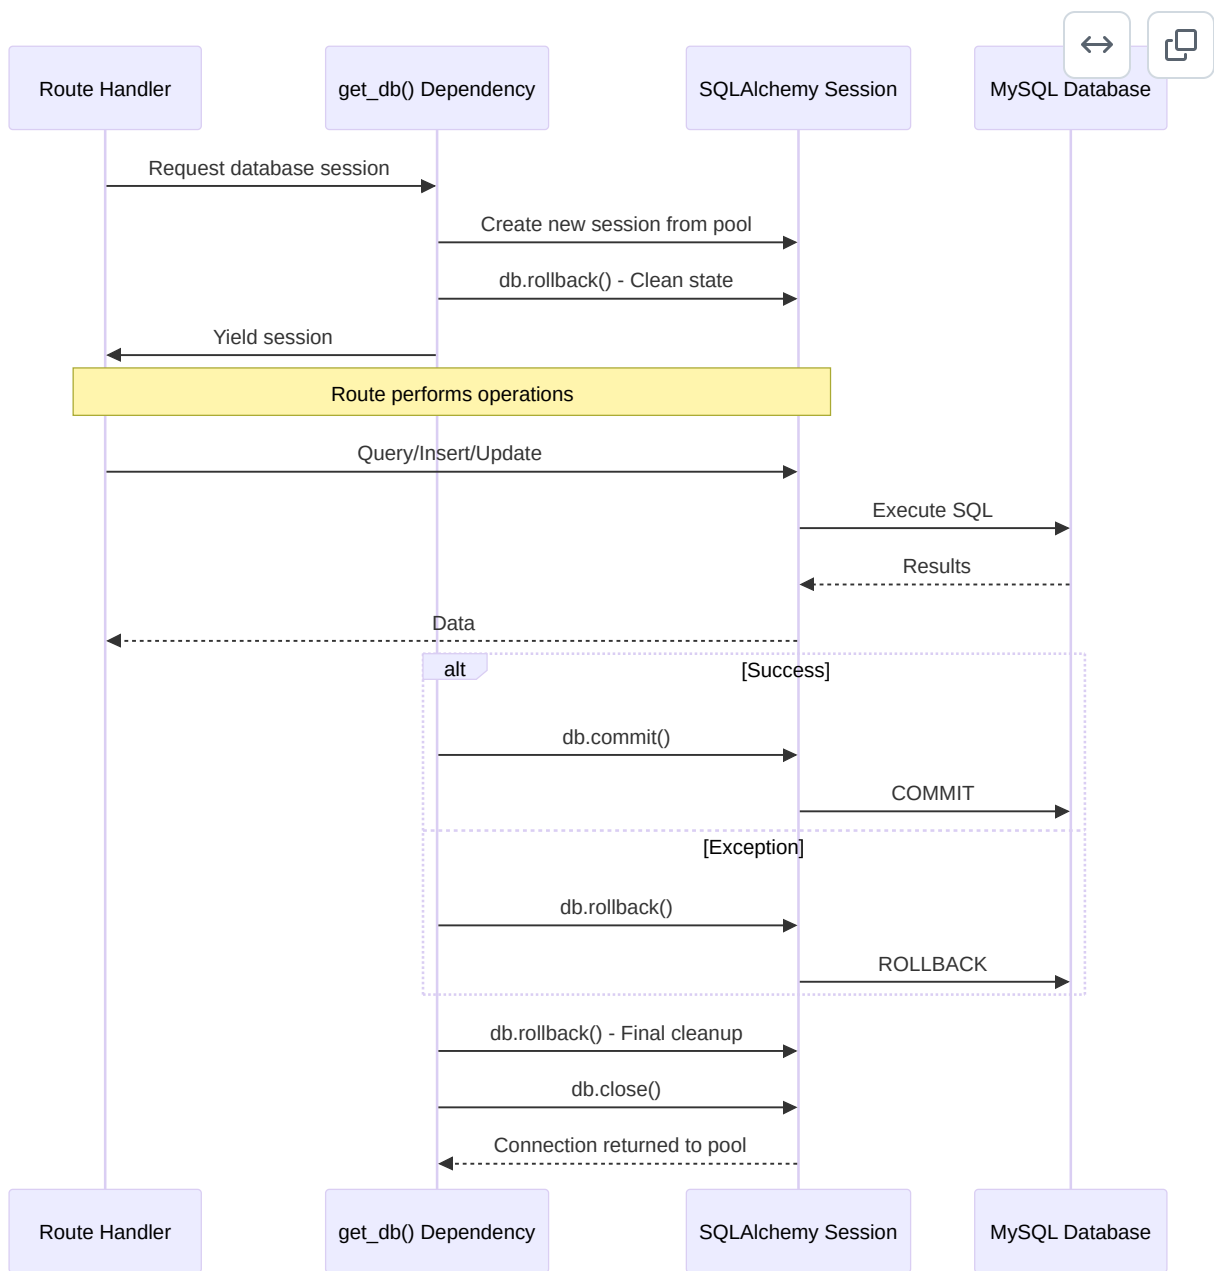 Route Handler
get_db() Dependency
SQLAlchemy Session
MySQL Database
Request database session
Create new session from pool
db.rollback() - Clean state
Yield session
Route performs operations
Query/Insert/Update
Execute SQL
Results
Data
alt
[Success]
db.commit()
COMMIT
[Exception]
db.rollback()
ROLLBACK
db.rollback() - Final cleanup
db.close()
Connection returned to pool
Route Handler
get_db() Dependency
SQLAlchemy Session
MySQL Database